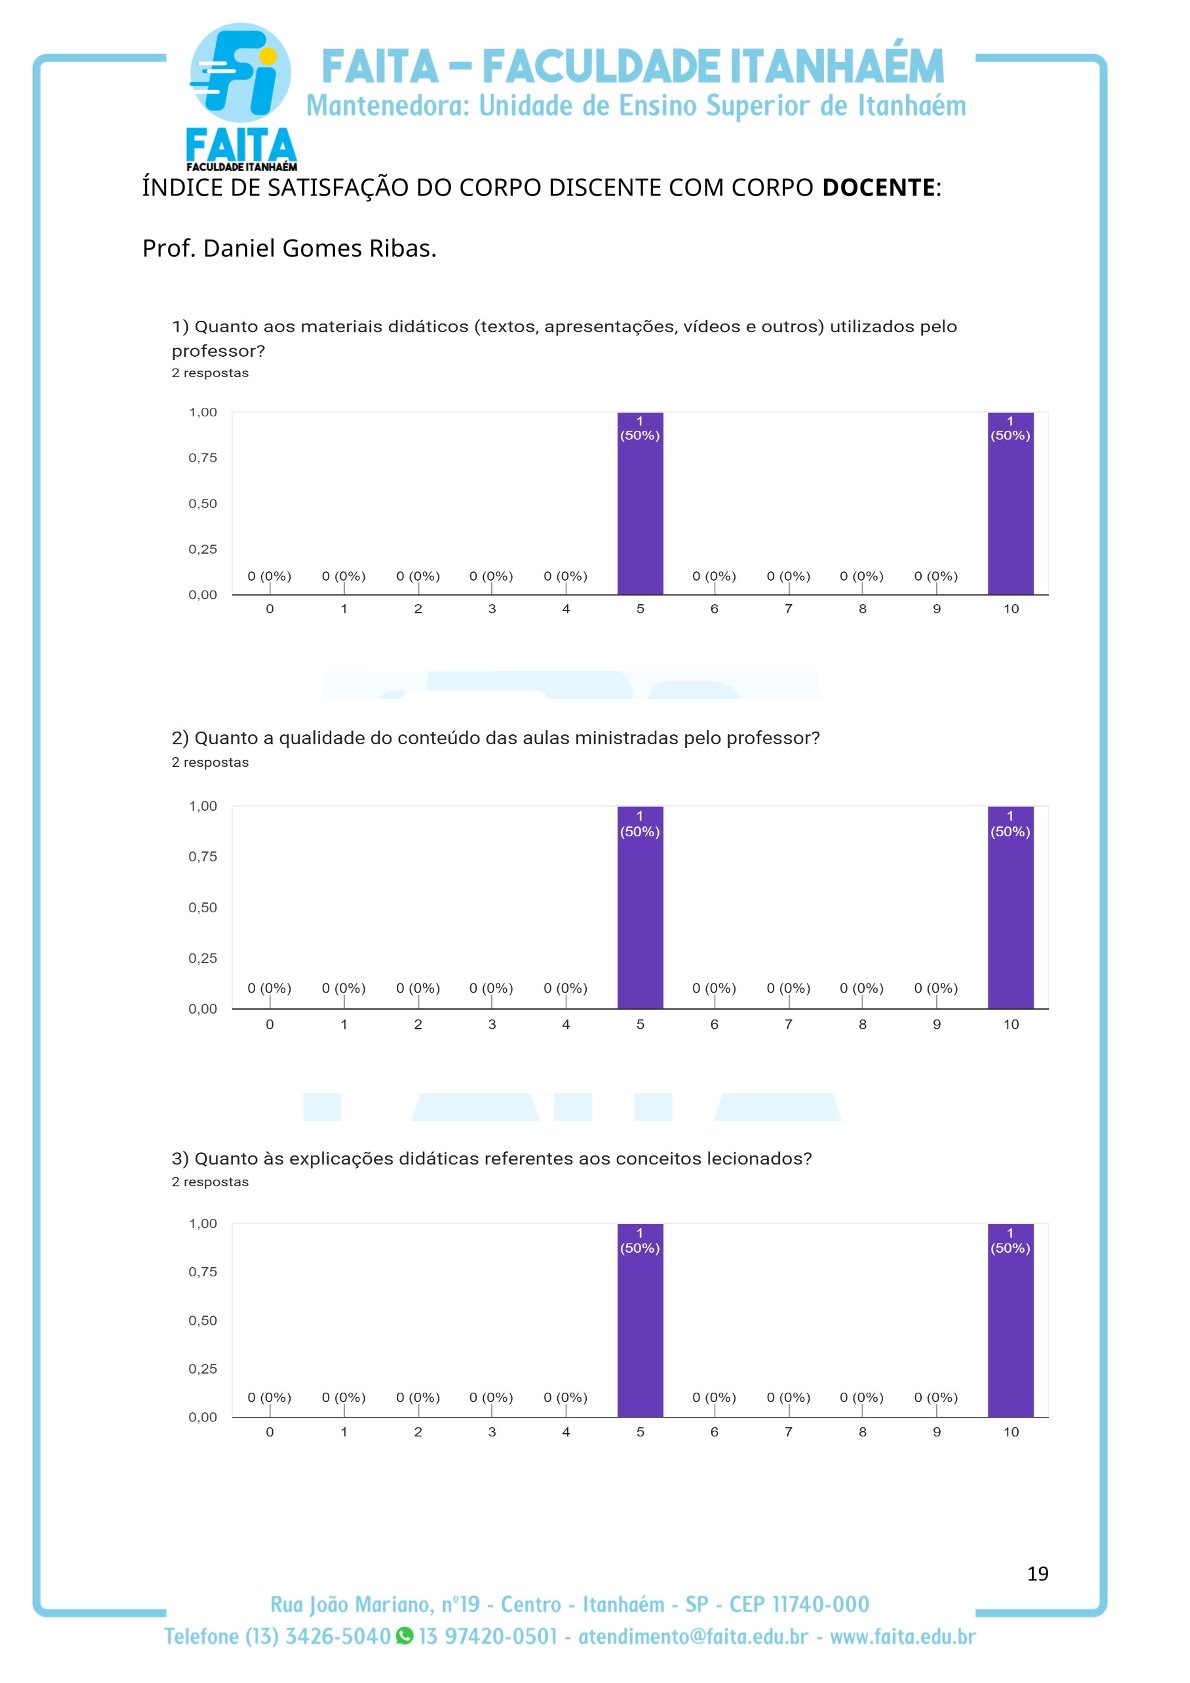 FAITA – FACULDADE ITANHAÉM
Mantenedora: Unidade de Ensino Superior de Itanhaém
FAITA
FACULDADE ITANHAÉM
ÍNDICE DE SATISFAÇÃO DO CORPO DISCENTE COM CORPO DOCENTE:
Prof. Daniel Gomes Ribas.
1) Quanto aos materiais didáticos (textos, apresentações, vídeos e outros) utilizados pelo
professor?
2 respostas
1,00
0,75
0,50
0,25
0,00
0 (0%) 0 (0%) 0 (0%) 0 (0%) 0 (0%) 1 (50%) 0 (0%) 0 (0%) 0 (0%) 0 (0%) 1 (50%)
0 1 2 3 4 5 6 7 8 9 10
2) Quanto a qualidade do conteúdo das aulas ministradas pelo professor?
2 respostas
1,00
0,75
0,50
0,25
0,00
0 (0%) 0 (0%) 0 (0%) 0 (0%) 0 (0%) 1 (50%) 0 (0%) 0 (0%) 0 (0%) 0 (0%) 1 (50%)
0 1 2 3 4 5 6 7 8 9 10
3) Quanto às explicações didáticas referentes aos conceitos lecionados?
2 respostas
1,00
0,75
0,50
0,25
0,00
0 (0%) 0 (0%) 0 (0%) 0 (0%) 0 (0%) 1 (50%) 0 (0%) 0 (0%) 0 (0%) 0 (0%) 1 (50%)
0 1 2 3 4 5 6 7 8 9 10
19
Rua João Mariano, nº19 - Centro - Itanhaém - SP - CEP 11740-000
Telefone (13) 3426-5040 13 97420-0501 - atendimento@faita.edu.br - www.faita.edu.br